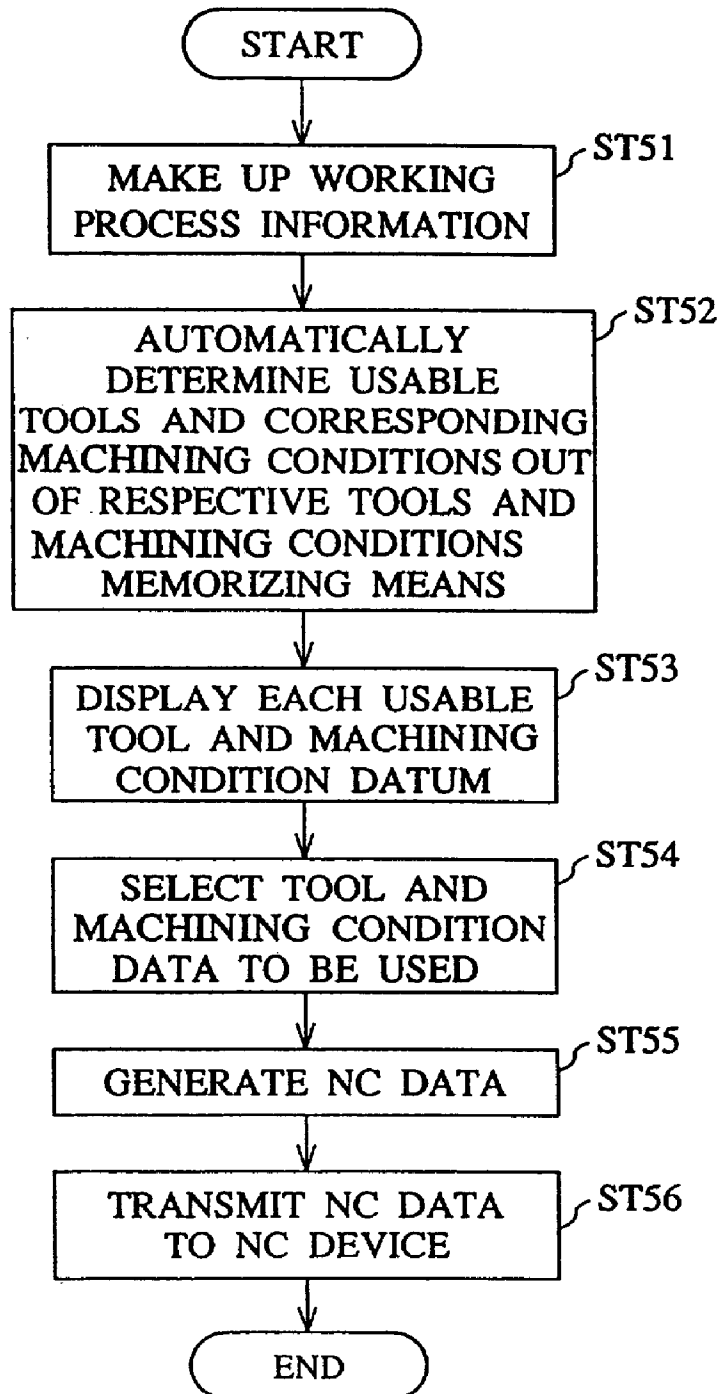 START
ST51
MAKE UP WORKING
PROCESS INFORMATION
ST52
AUTOMATICALLY
DETERMINE USABLE
TOOLS AND CORRESPONDING
MACHINING CONDITIONS OUT
OF RESPECTIVE TOOLS AND
MACHINING CONDITIONS
MEMORIZING MEANS
ST53
DISPLAY EACH USABLE
TOOL AND MACHINING
CONDITION DATUM
ST54
SELECT TOOL AND
MACHINING CONDITION
DATA TO BE USED
ST55
GENERATE NC DATA
ST56
TRANSMIT NC DATA
TO NC DEVICE
END